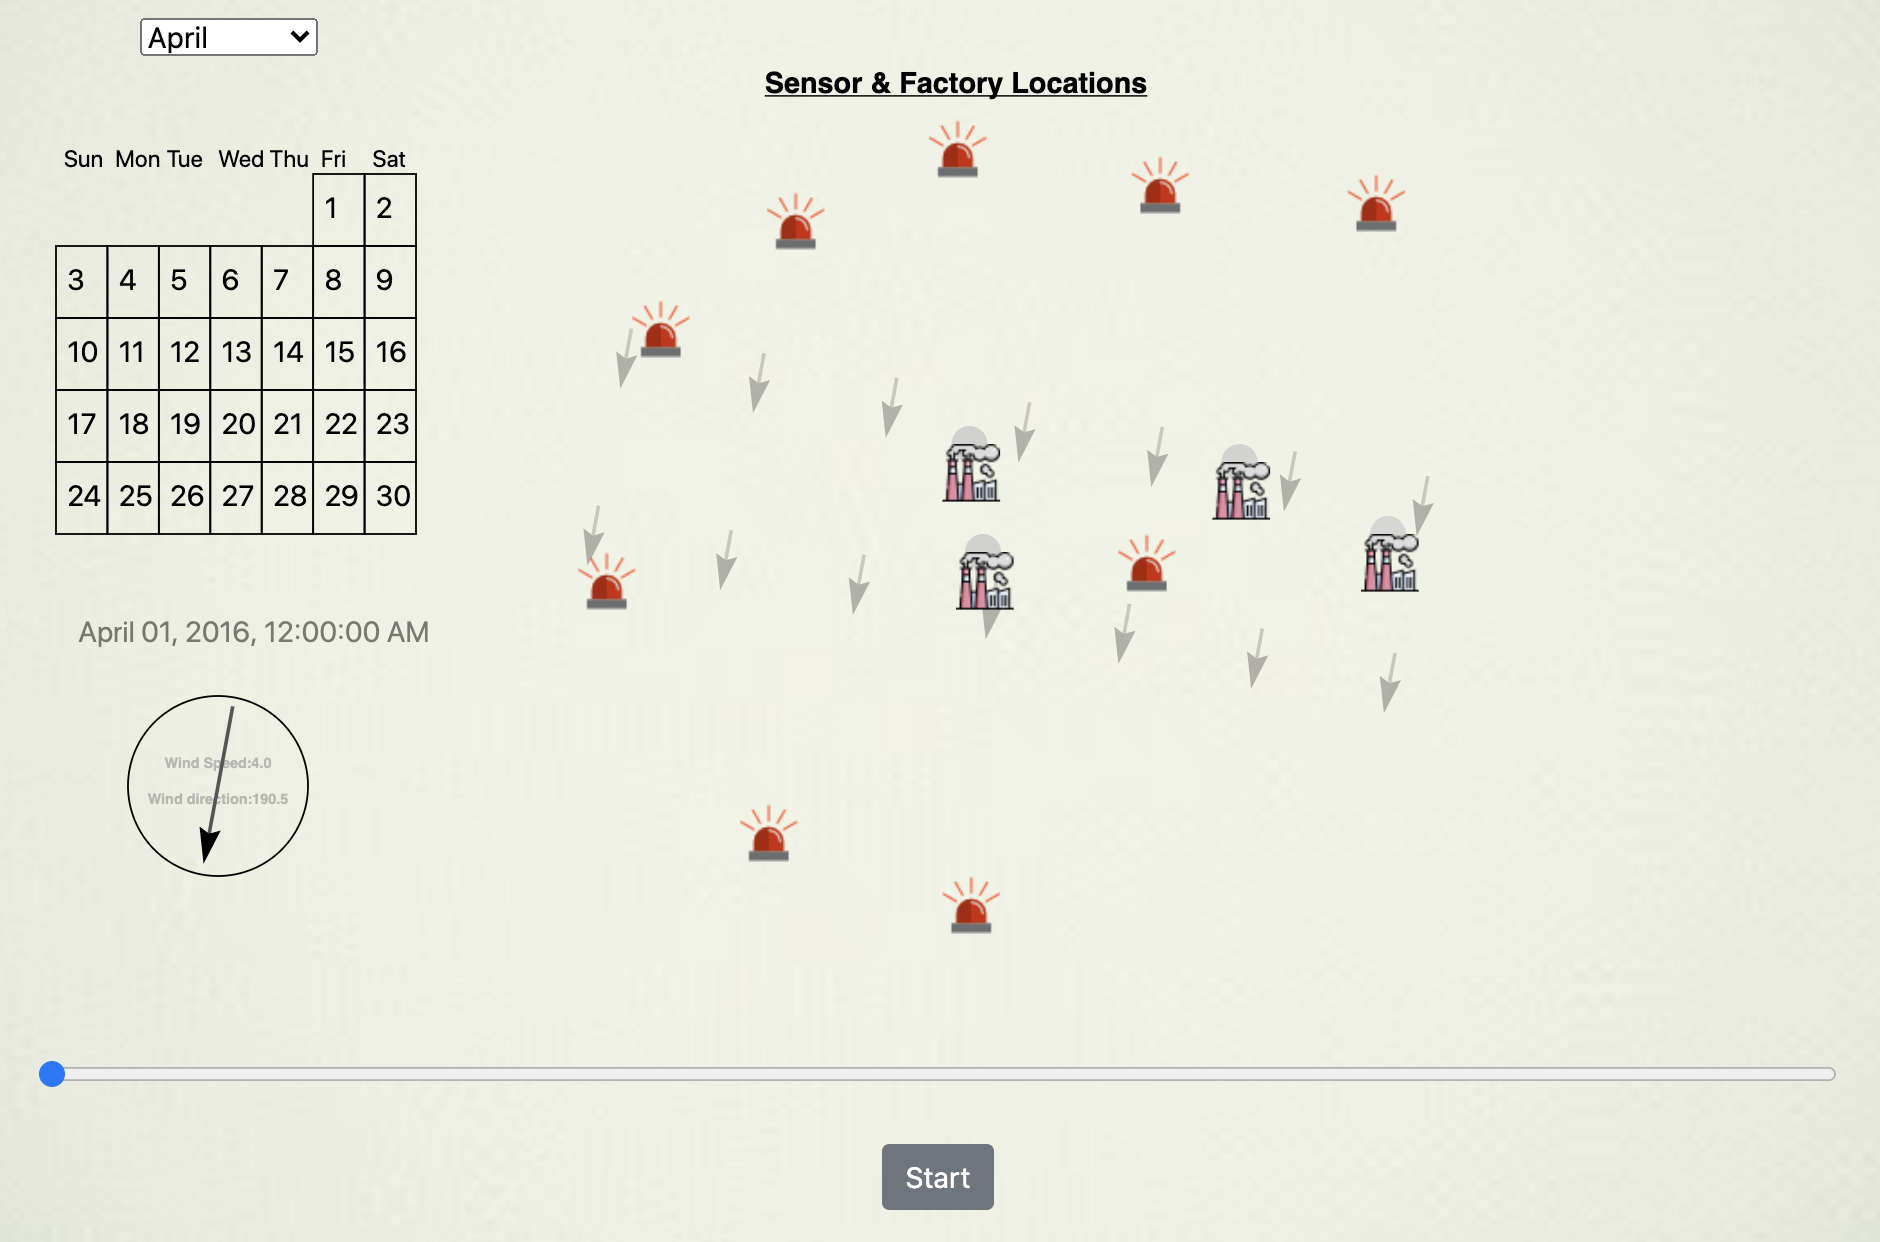 April
Sensor & Factory Locations
Sun Mon Tue Wed Thu Fri Sat
1 2
3 4 5 6 7 8 9
10 11 12 13 14 15 16
17 18 19 20 21 22 23
24 25 26 27 28 29 30
April 01, 2016, 12:00:00 AM
Wind Speed:4.0
Wind direction:190.5
Start